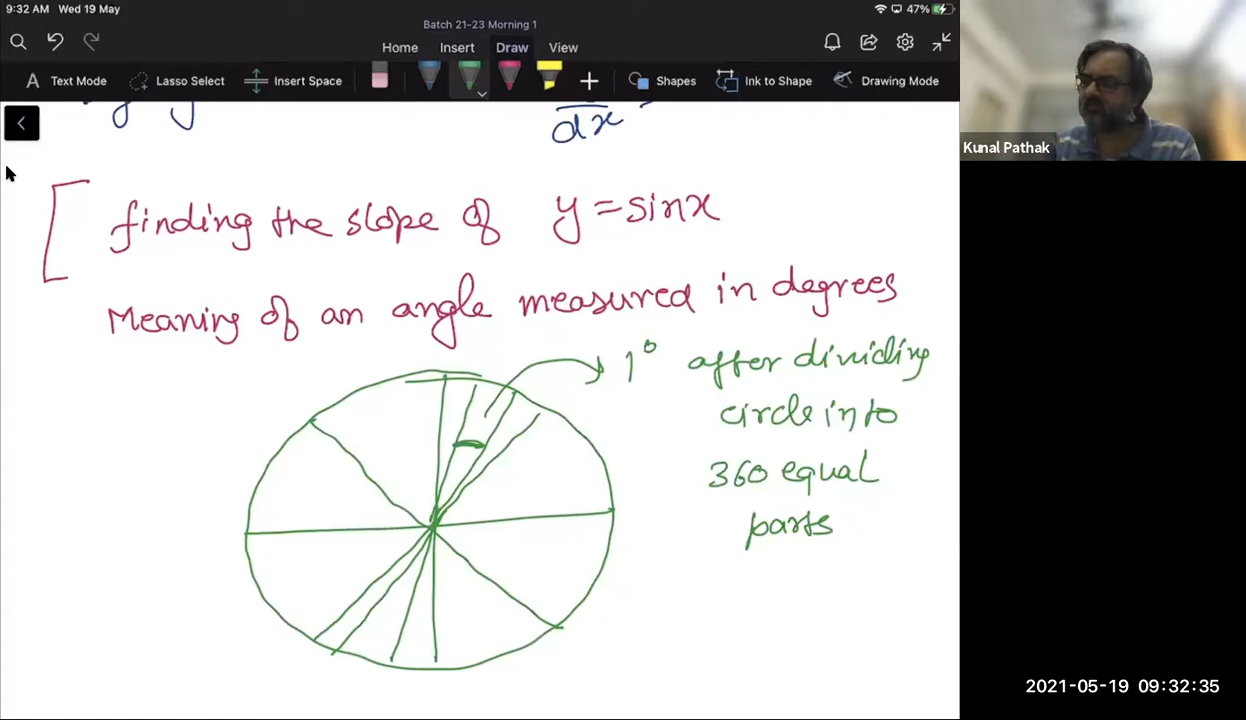 9:32 AM Wed 19 May
47%
Batch 21-23 Morning 1
Home Insert Draw View
Text Mode Lasso Select Insert Space Shapes Ink to Shape Drawing Mode
dx
finding the slope of y = sinx
Meaning of an angle measured in degrees
1° after dividing
circle into
360 equal
parts
Kunal Pathak
2021-05-19 09:32:35